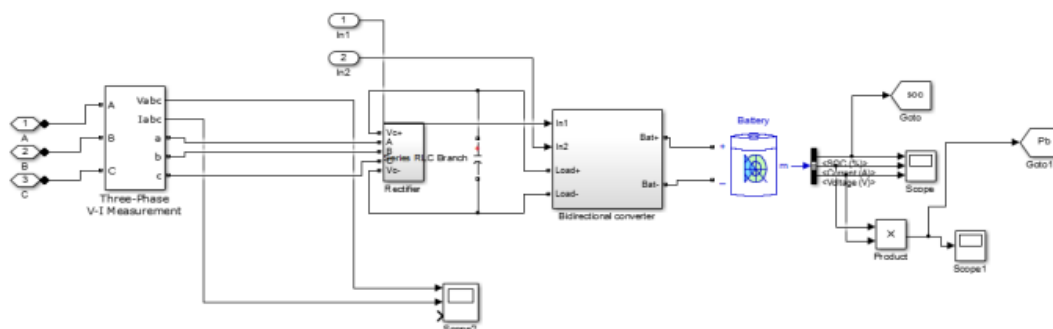 1
In1
2
In2
1
A
2
B
3
C
A
B
C
Vabc
Iabc
a
b
c
Three-Phase
V-I Measurement
Vc+
A
B
C
Vc-
Series RLC Branch
Rectifier
In1
In2
Load+
Load-
Bat+
Bat-
Bidirectional converter
Battery
+
m
<SOC (%)>
<Current (A)>
<Voltage (V)>
soc
Goto
Scope
Pb
Goto1
×
Product
Scope1
Scope2